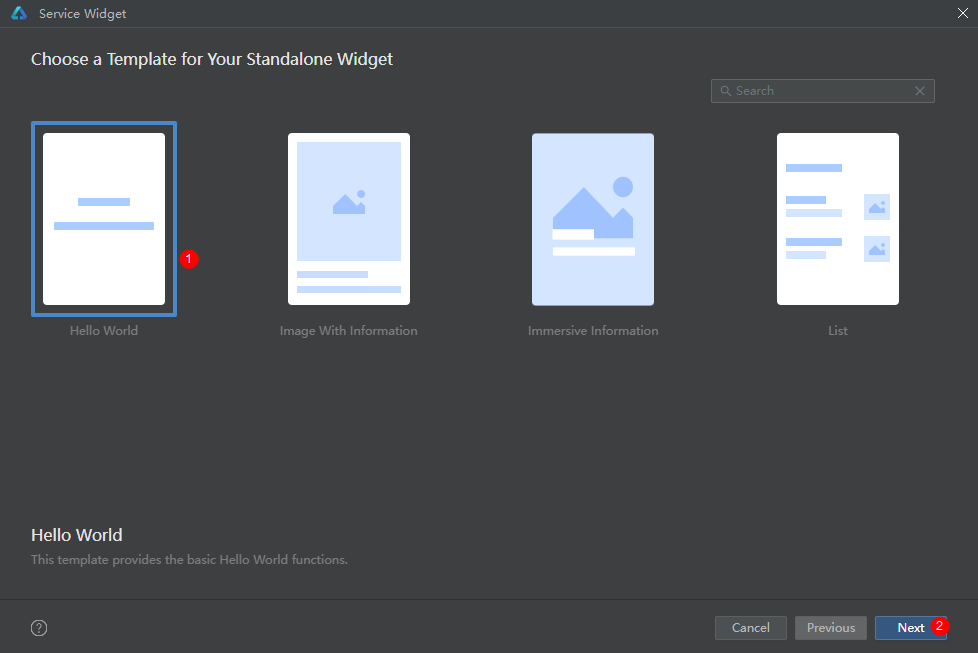 Service Widget
Choose a Template for Your Standalone Widget
Search
1
Hello World
Image With Information
Immersive Information
List
Hello World
This template provides the basic Hello World functions.
?
Cancel
Previous
Next
2